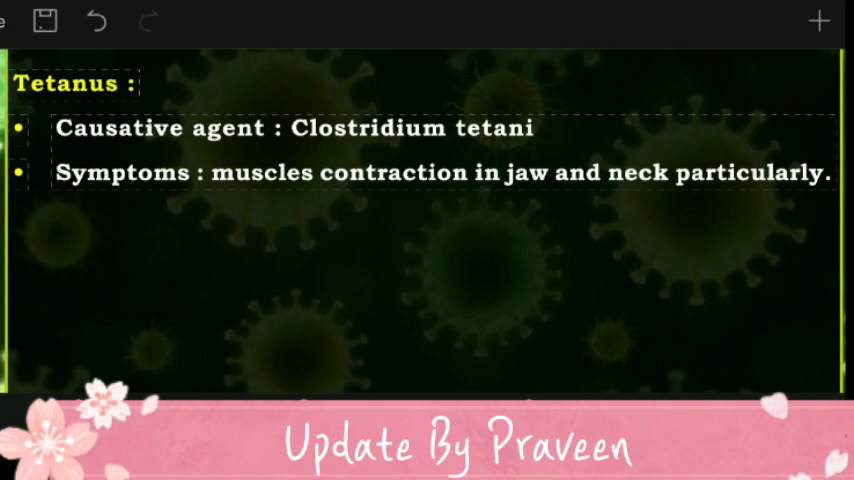 e
Tetanus :
• Causative agent : Clostridium tetani
• Symptoms : muscles contraction in jaw and neck particularly.
Update By Praveen